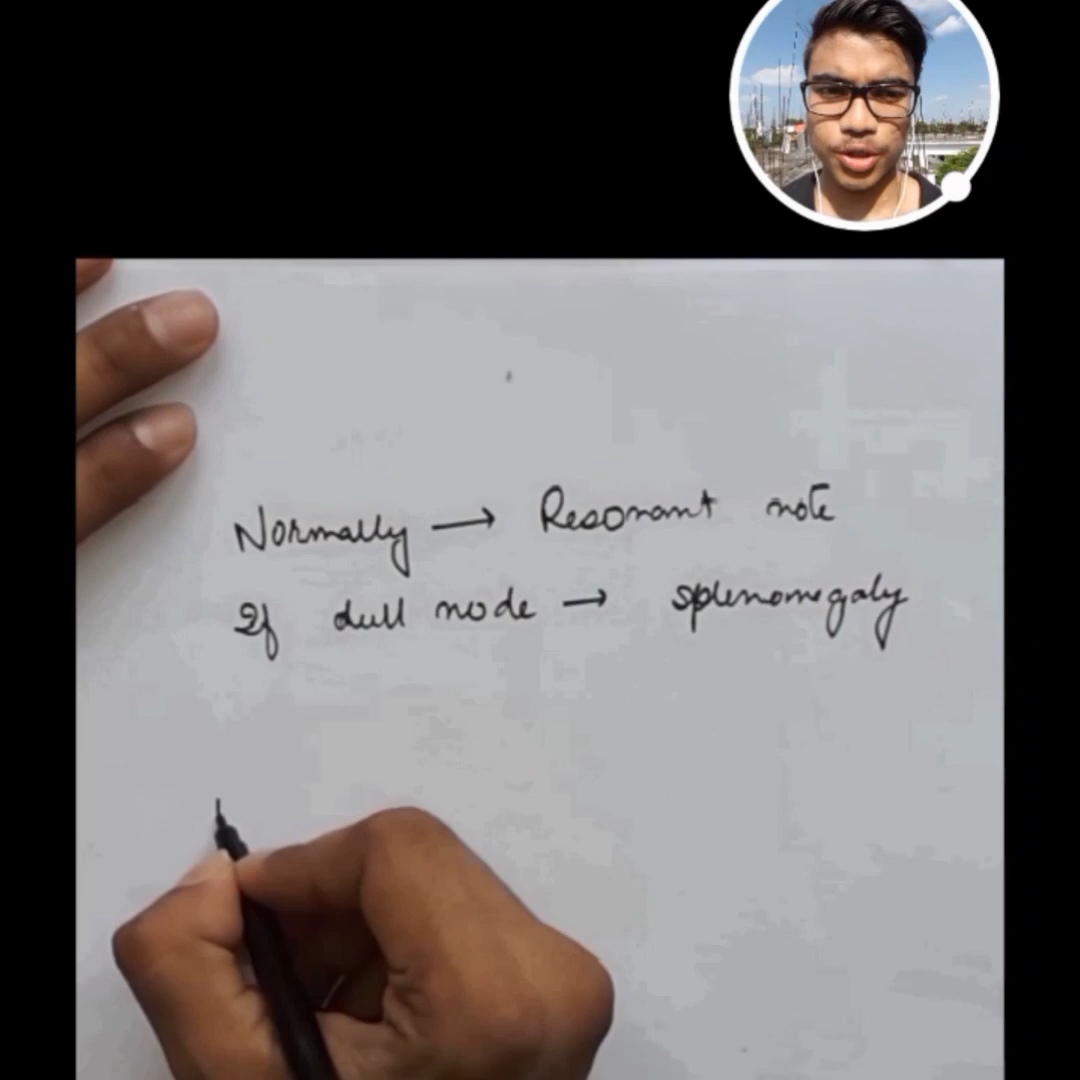 Normally → Resonant note
If dull node → splenomegaly